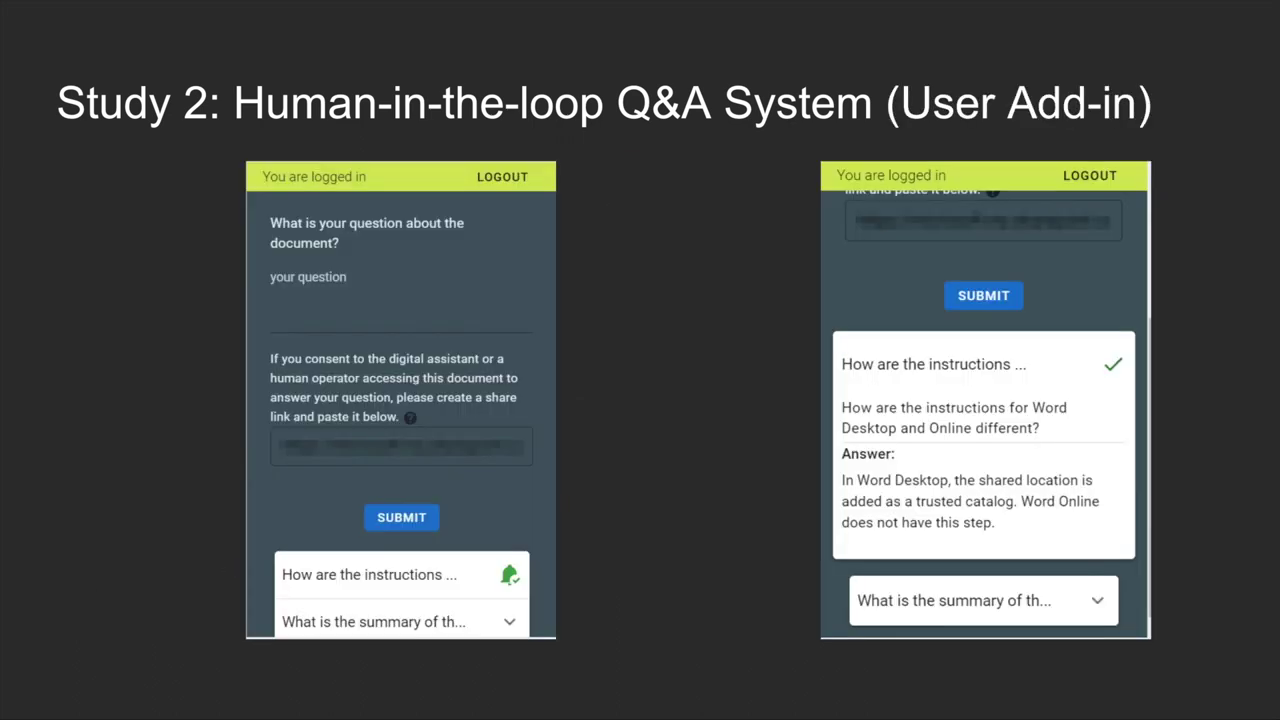 Study 2: Human-in-the-loop Q&A System (User Add-in)
You are logged in
LOGOUT
What is your question about the
document?
your question
If you consent to the digital assistant or a
human operator accessing this document to
answer your question, please create a share
link and paste it below. ?
SUBMIT
How are the instructions ...
What is the summary of th...
You are logged in
LOGOUT
link and paste it below. ?
SUBMIT
How are the instructions ...
How are the instructions for Word
Desktop and Online different?
Answer:
In Word Desktop, the shared location is
added as a trusted catalog. Word Online
does not have this step.
What is the summary of th...